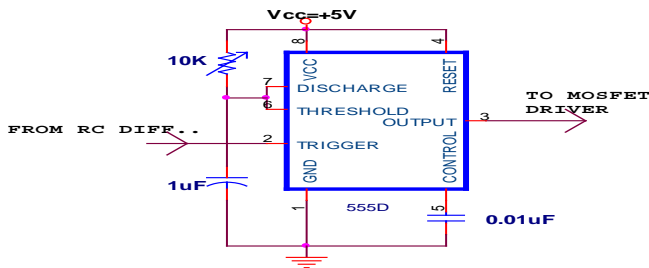 Vcc=+5V
10K
8
4
VCC
RESET
7
DISCHARGE
6
THRESHOLD
OUTPUT
3
TO MOSFET
DRIVER
FROM RC DIFF..
2
TRIGGER
GND
CONTROL
1uF
1
555D
5
0.01uF